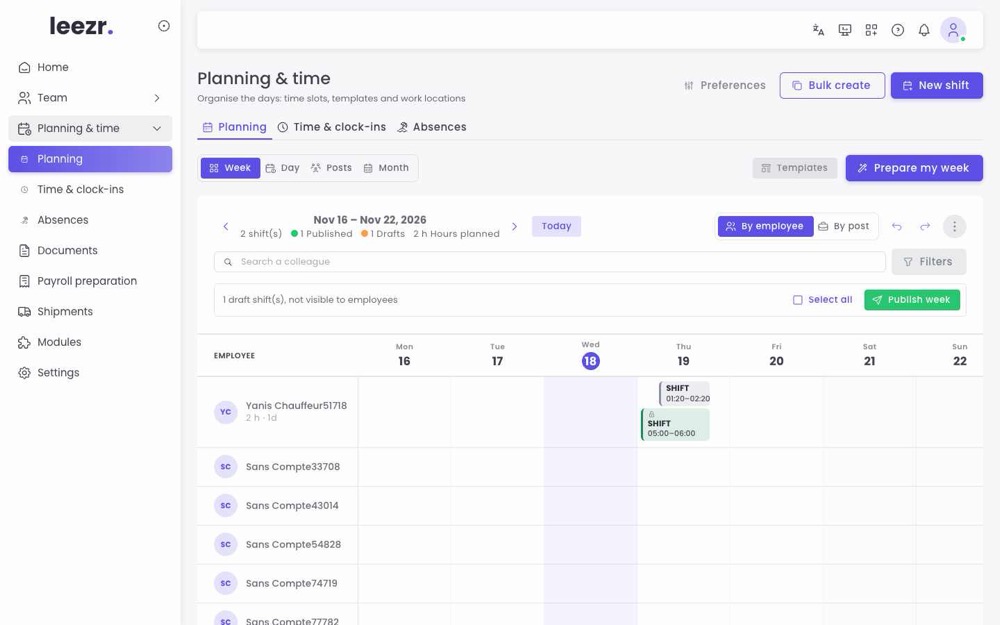 leezr.
Home
Team
Planning & time
Planning
Time & clock-ins
Absences
Documents
Payroll preparation
Shipments
Modules
Settings
Planning & time
Organise the days: time slots, templates and work locations
Preferences
Bulk create
New shift
Planning
Time & clock-ins
Absences
Week
Day
Posts
Month
Templates
Prepare my week
Nov 16 – Nov 22, 2026
2 shift(s) 1 Published 1 Drafts 2 h Hours planned
Today
By employee
By post
Search a colleague
Filters
1 draft shift(s), not visible to employees
Select all
Publish week
EMPLOYEE
Mon
16
Tue
17
Wed
18
Thu
19
Fri
20
Sat
21
Sun
22
YC
Yanis Chauffeur51718
2 h · 1d
SHIFT
01:20–02:20
SHIFT
05:00–06:00
SC
Sans Compte33708
SC
Sans Compte43014
SC
Sans Compte54828
SC
Sans Compte74719
SC
Sans Compte77782